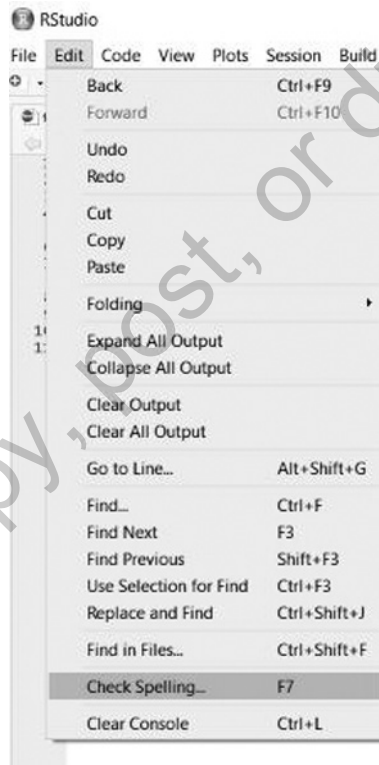 RStudio
File Edit Code View Plots Session Build
Back Ctrl+F9
Forward Ctrl+F10
Undo
Redo
Cut
Copy
Paste
Folding
Expand All Output
Collapse All Output
Clear Output
Clear All Output
Go to Line... Alt+Shift+G
Find... Ctrl+F
Find Next F3
Find Previous Shift+F3
Use Selection for Find Ctrl+F3
Replace and Find Ctrl+Shift+J
Find in Files... Ctrl+Shift+F
Check Spelling... F7
Clear Console Ctrl+L
post, or